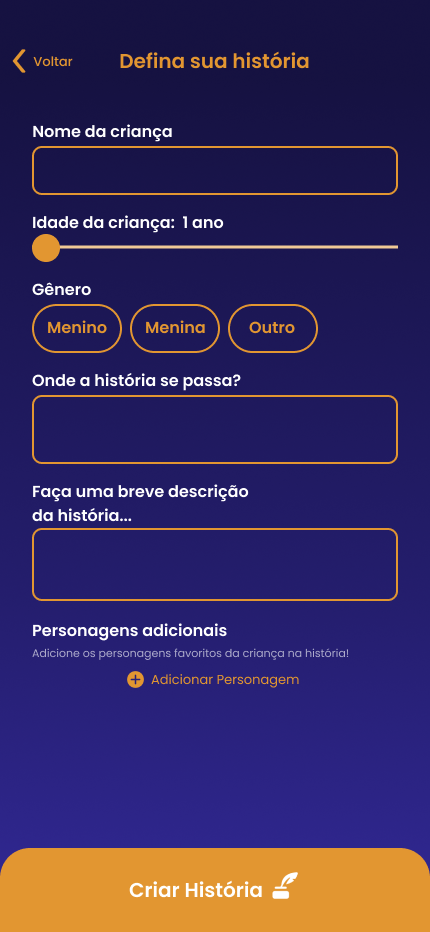 Voltar
Defina sua história
Nome da criança
Idade da criança: 1 ano
Gênero
Menino
Menina
Outro
Onde a história se passa?
Faça uma breve descrição
da história...
Personagens adicionais
Adicione os personagens favoritos da criança na história!
Adicionar Personagem
Criar História